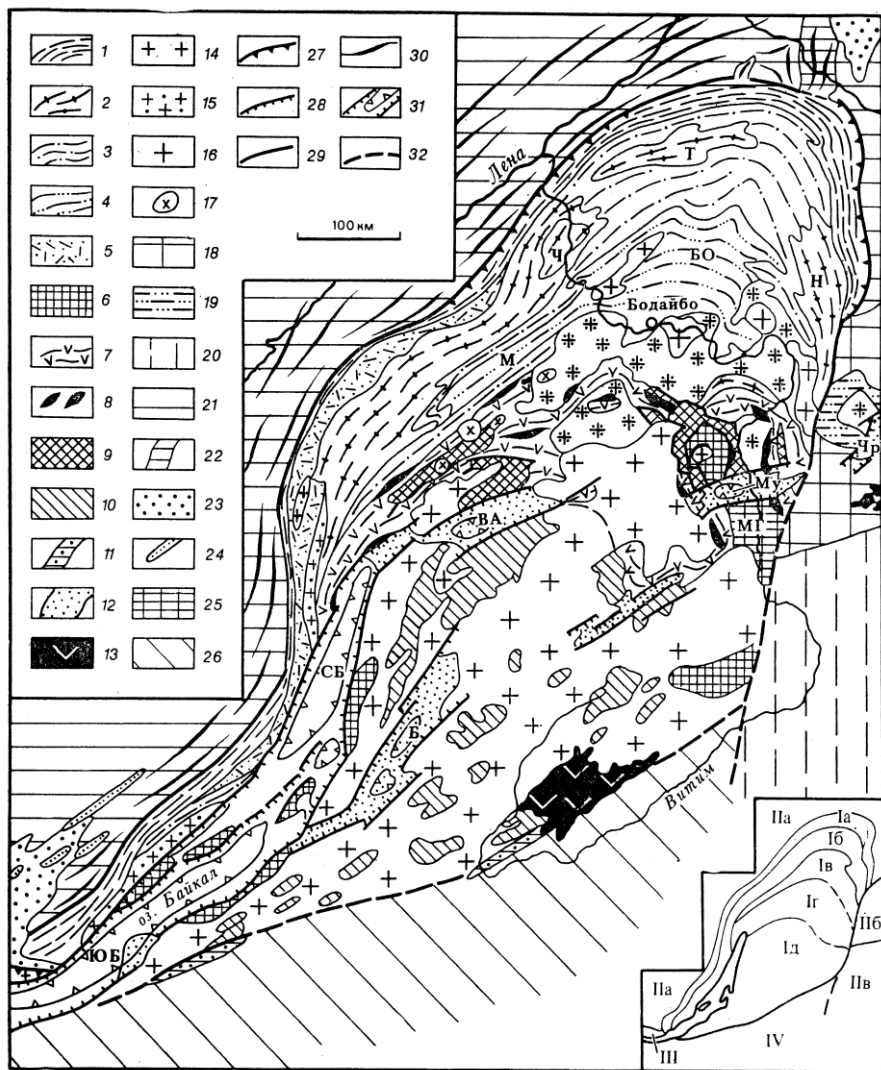 1 14 27 30
2 15 28 31
3 16 29 32
4 17
5 18
6 19
7 20
8 21
9 22
10 23
11 24
12 25
13 26
100 км
Лена
Т
Ч
БО
Н
Бодайбо
М
Чр
Му
ВА
МГ
СБ
Б
Витим
оз. Байкал
ЮБ
IIа
Iа
Iб
Iв
Iг
IIб
Iд
IIа
IIв
III
IV